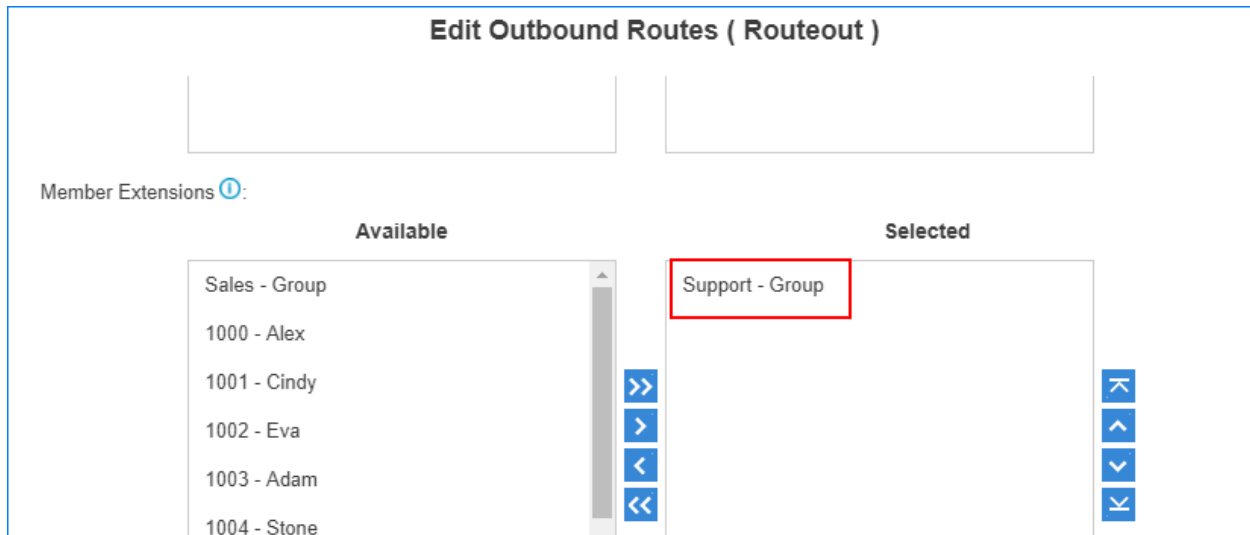 Edit Outbound Routes ( Routeout )
Member Extensions :
Available
Selected
Sales - Group
Support - Group
1000 - Alex
1001 - Cindy
1002 - Eva
1003 - Adam
1004 - Stone